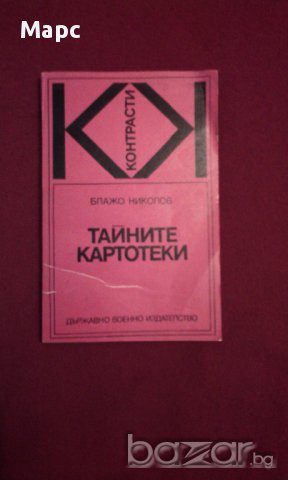 Марс
КОНТРАСТИ
БЛАЖО НИКОЛОВ
ТАЙНИТЕ
КАРТОТЕКИ
ДЪРЖАВНО ВОЕННО ИЗДАТЕЛСТВО
bazar.bg